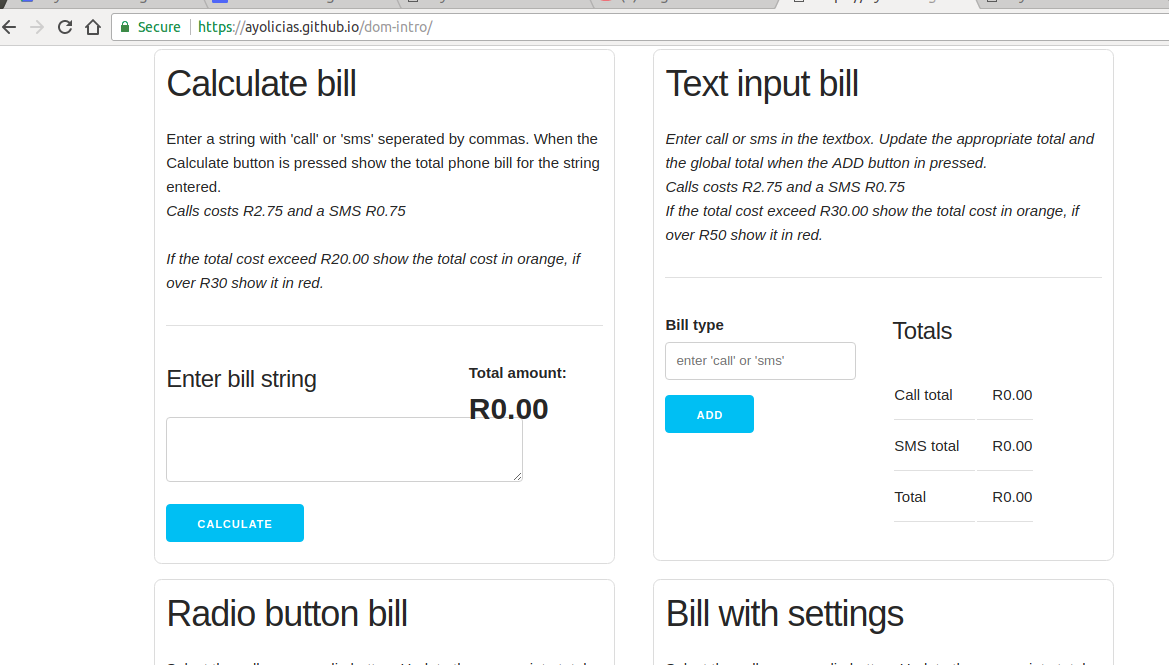 Secure https://ayolicias.github.io/dom-intro/
Calculate bill
Enter a string with 'call' or 'sms' seperated by commas. When the
Calculate button is pressed show the total phone bill for the string
entered.
Calls costs R2.75 and a SMS R0.75
If the total cost exceed R20.00 show the total cost in orange, if
over R30 show it in red.
Enter bill string
Total amount:
R0.00
CALCULATE
Text input bill
Enter call or sms in the textbox. Update the appropriate total and
the global total when the ADD button in pressed.
Calls costs R2.75 and a SMS R0.75
If the total cost exceed R30.00 show the total cost in orange, if
over R50 show it in red.
Bill type
enter 'call' or 'sms'
ADD
Totals
Call total R0.00
SMS total R0.00
Total R0.00
Radio button bill
Bill with settings